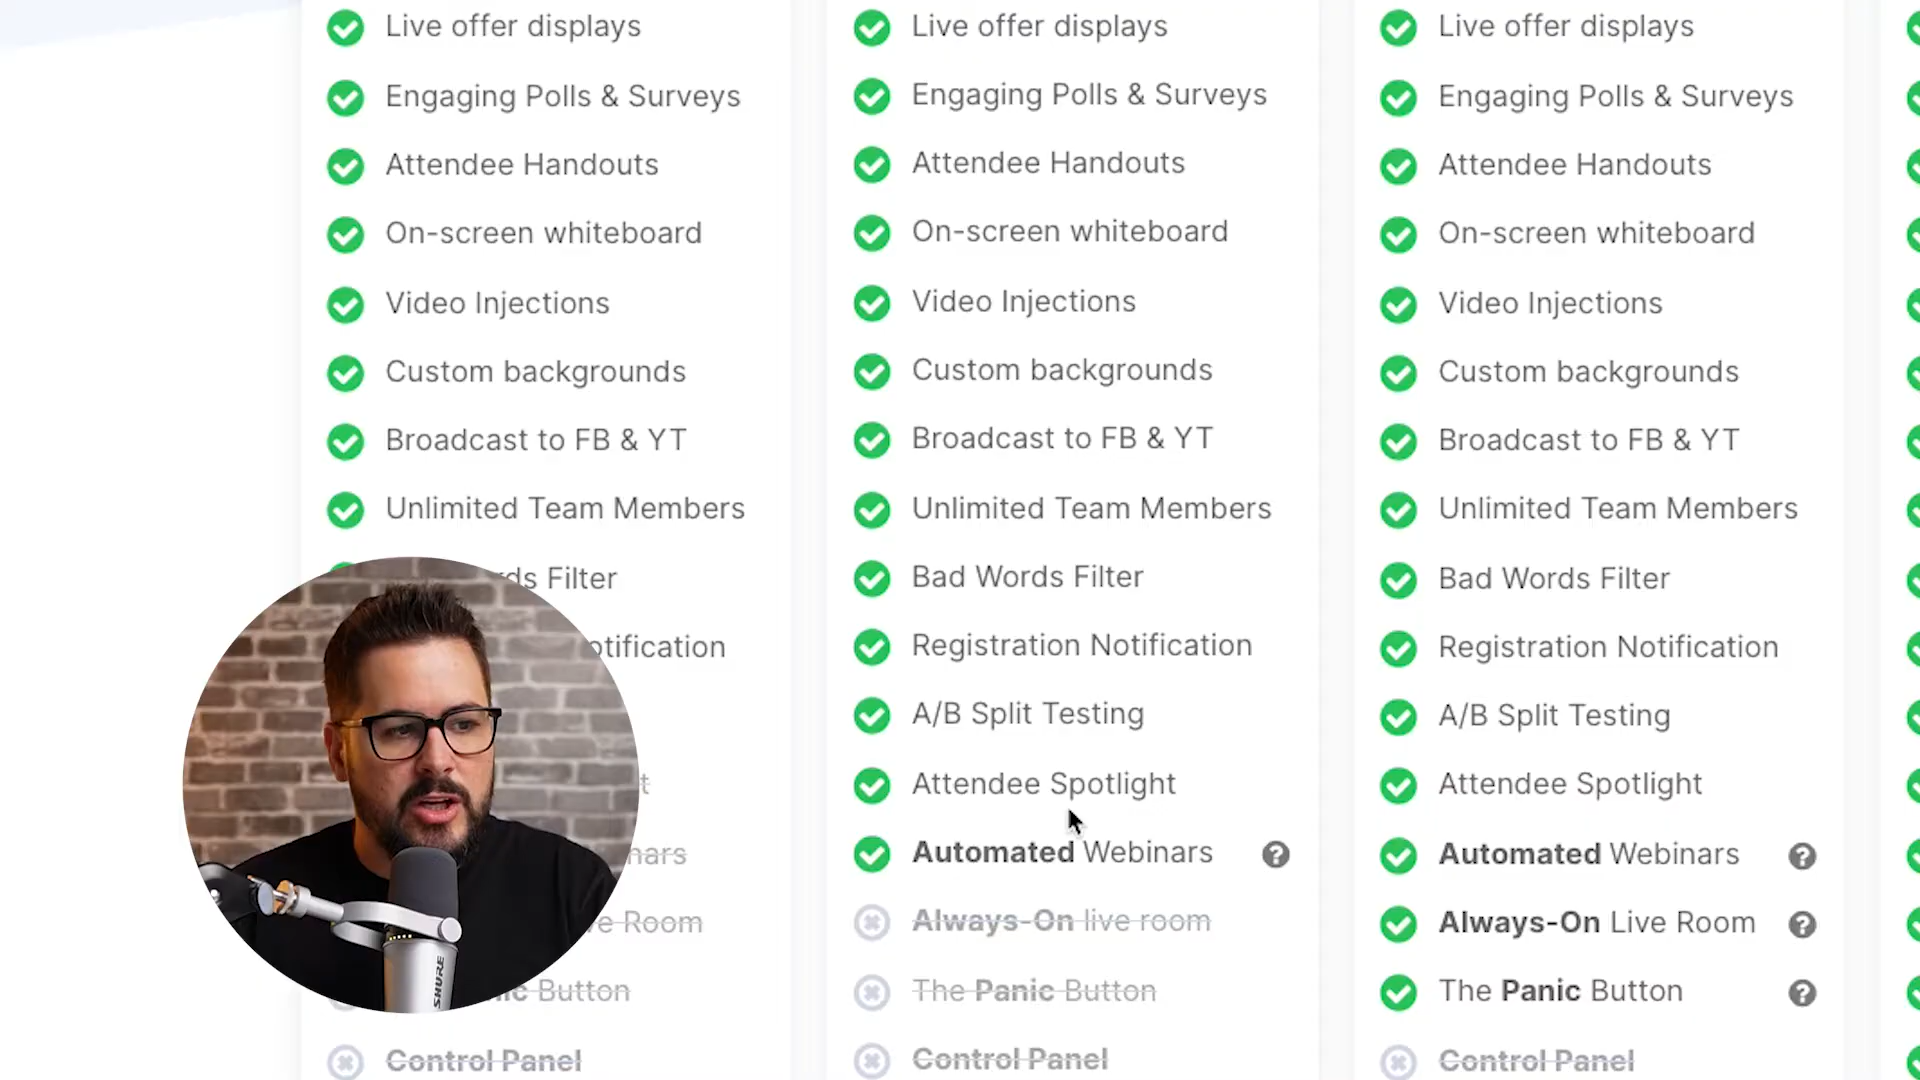 Live offer displays
Engaging Polls & Surveys
Attendee Handouts
On-screen whiteboard
Video Injections
Custom backgrounds
Broadcast to FB & YT
Unlimited Team Members
Filter
Room
Button
Control Panel
Live offer displays
Engaging Polls & Surveys
Attendee Handouts
On-screen whiteboard
Video Injections
Custom backgrounds
Broadcast to FB & YT
Unlimited Team Members
Bad Words Filter
Registration Notification
A/B Split Testing
Attendee Spotlight
Automated Webinars ?
Always-On live room
The Panic Button
Control Panel
Live offer displays
Engaging Polls & Surveys
Attendee Handouts
On-screen whiteboard
Video Injections
Custom backgrounds
Broadcast to FB & YT
Unlimited Team Members
Bad Words Filter
Registration Notification
A/B Split Testing
Attendee Spotlight
Automated Webinars ?
Always-On Live Room ?
The Panic Button ?
Control Panel
SHURE